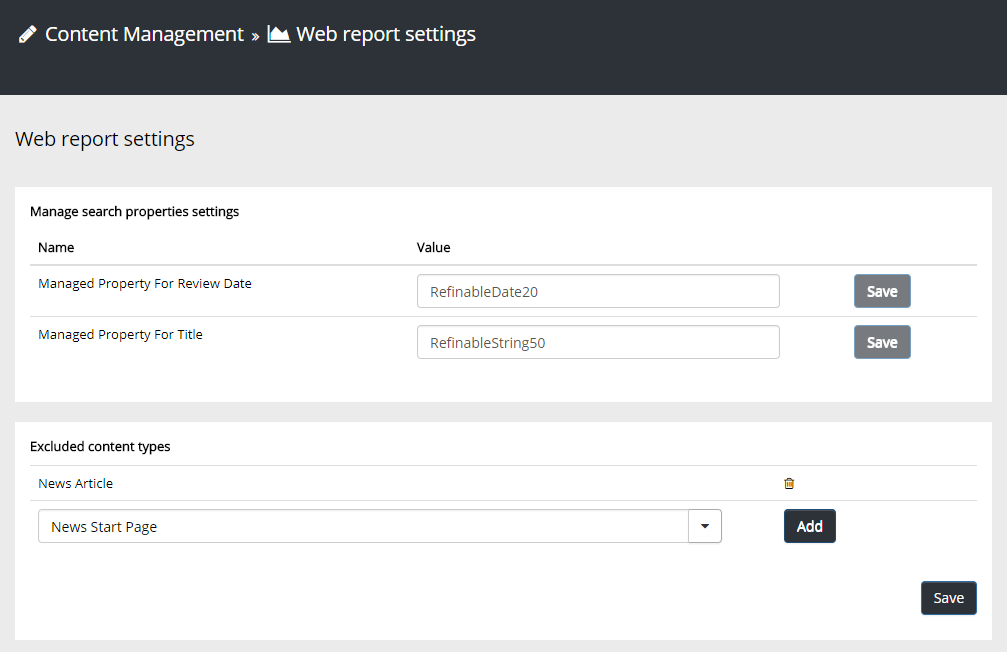 Content Management » Web report settings
Web report settings
Manage search properties settings
Name Value
Managed Property For Review Date RefinableDate20 Save
Managed Property For Title RefinableString50 Save
Excluded content types
News Article
News Start Page Add
Save